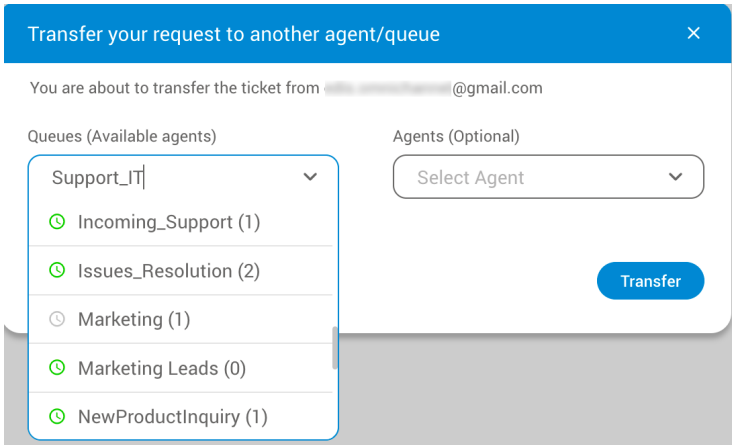 Transfer your request to another agent/queue
You are about to transfer the ticket from @gmail.com
Queues (Available agents)
Agents (Optional)
Support_IT
Select Agent
Incoming_Support (1)
Issues_Resolution (2)
Transfer
Marketing (1)
Marketing Leads (0)
NewProductInquiry (1)